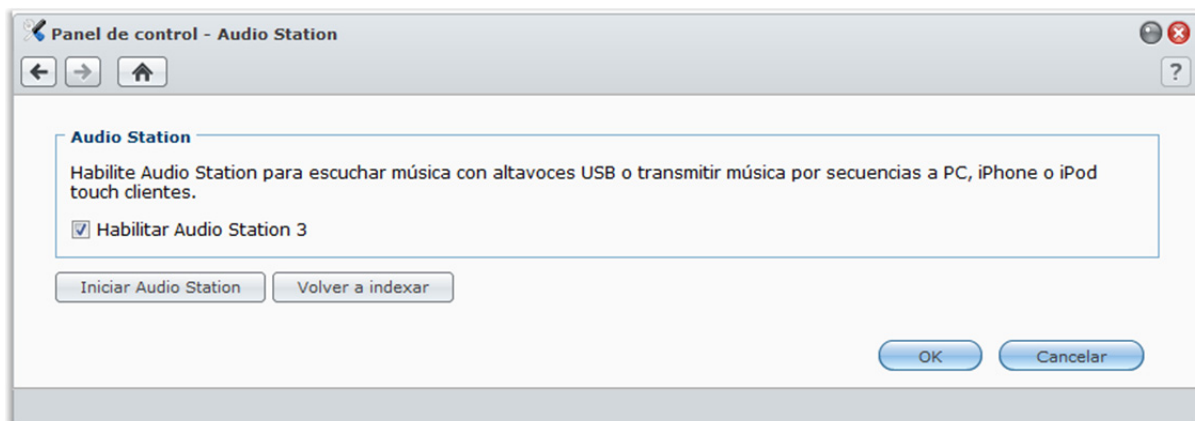 Panel de control - Audio Station
?
Audio Station
Habilite Audio Station para escuchar música con altavoces USB o transmitir música por secuencias a PC, iPhone o iPod
touch clientes.
Habilitar Audio Station 3
Iniciar Audio Station Volver a indexar
OK Cancelar